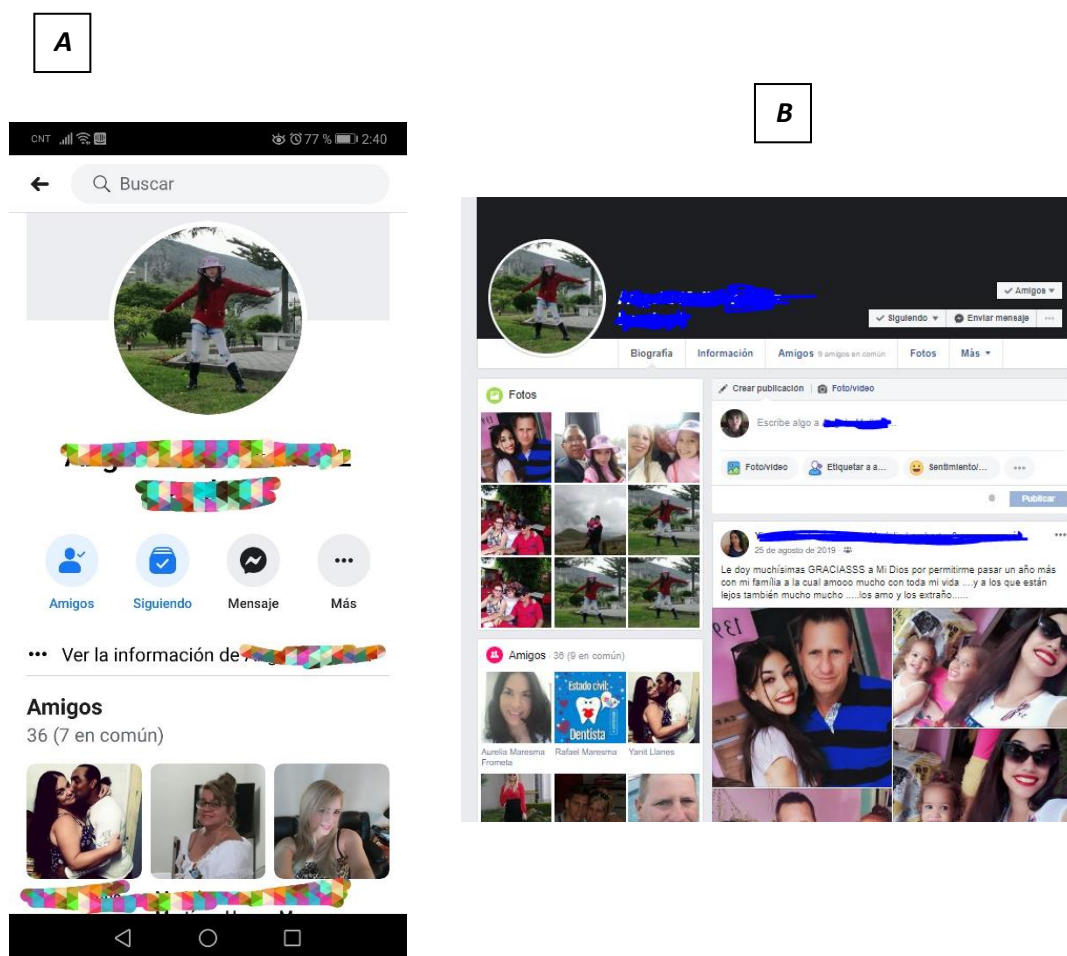 A
B
CNT 77 % 2:40
Buscar
Amigos Siguiendo Mensaje Más
Ver la información de
Amigos
36 (7 en común)
Amigos
Siguiendo Enviar mensaje
Biografía Información Amigos 9 amigos en común Fotos Más
Fotos
Crear publicación Foto/video
Escribe algo a
Foto/video Etiquetar a a... Sentimiento/...
Publicar
25 de agosto de 2019
Le doy muchísimas GRACIASSS a Mi Dios por permitirme pasar un año más
con mi família a la cual amooo mucho con toda mi vida ....y a los que están
lejos también mucho mucho .....los amo y los extraño......
139
Amigos · 36 (9 en común)
Estado civil:
Dentista
Aurelia Maresma
Frometa
Rafael Maresma
Yanit Llanes